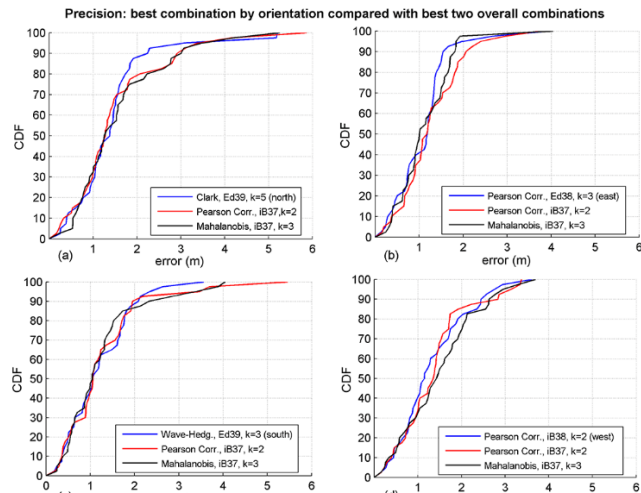 Precision: best combination by orientation compared with best two overall combinations
100
90
80
70
60
50
40
30
20
10
0
CDF
0 1 2 3 4 5 6
error (m)
(a)
Clark, Ed39, k=5 (north)
Pearson Corr., iB37,k=2
Mahalanobis, iB37, k=3
100
90
80
70
60
50
40
30
20
10
0
CDF
0 1 2 3 4 5 6
error (m)
(b)
Pearson Corr., Ed38, k=3 (east)
Pearson Corr., iB37, k=2
Mahalanobis, iB37, k=3
100
90
80
70
60
50
40
30
20
10
0
CDF
0 1 2 3 4 5 6
Wave-Hedg., Ed39, k=3 (south)
Pearson Corr., iB37, k=2
Mahalanobis, iB37, k=3
100
90
80
70
60
50
40
30
20
10
0
CDF
0 1 2 3 4 5 6
(d)
Pearson Corr., iB38, k=2 (west)
Pearson Corr., iB37, k=2
Mahalanobis, iB37, k=3